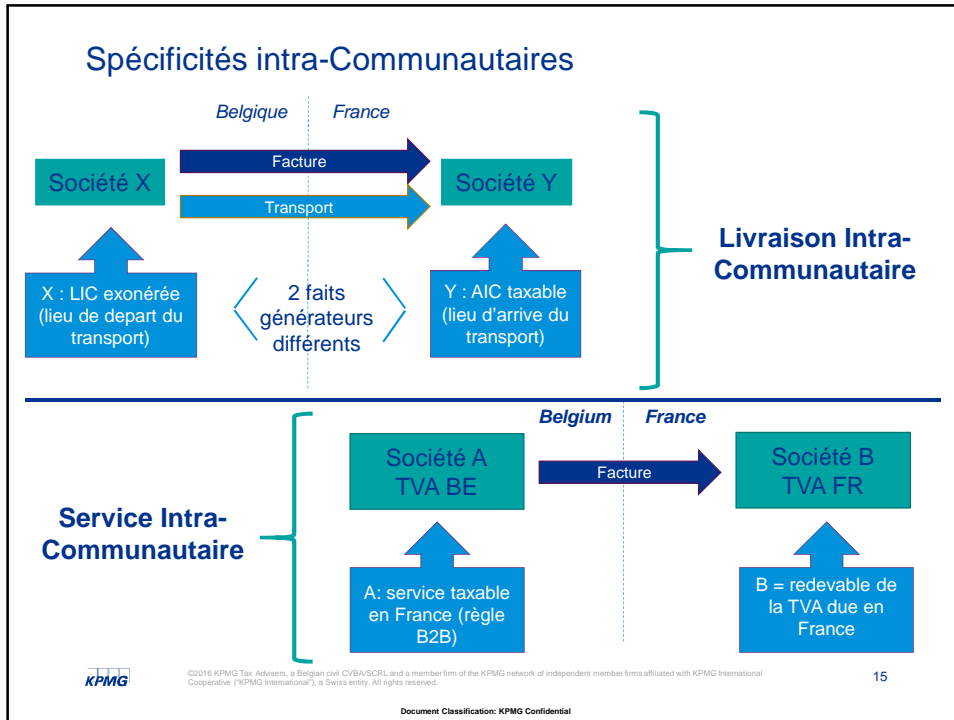 Spécificités intra-Communautaires
Belgique
France
Facture
Société X
Société Y
Transport
Livraison Intra-
Communautaire
X : LIC exonérée
(lieu de depart du
transport)
2 faits
générateurs
différents
Y : AIC taxable
(lieu d'arrive du
transport)
Belgium
France
Société A
TVA BE
Facture
Société B
TVA FR
Service Intra-
Communautaire
A: service taxable
en France (règle
B2B)
B = redevable de
la TVA due en
France
KPMG
©2016 KPMG Tax Advisers, a Belgian civil CVBA/SCRL and a member firm of the KPMG network of independent member firms affiliated with KPMG International
Cooperative ("KPMG International"), a Swiss entity. All rights reserved.
15
Document Classification: KPMG Confidential